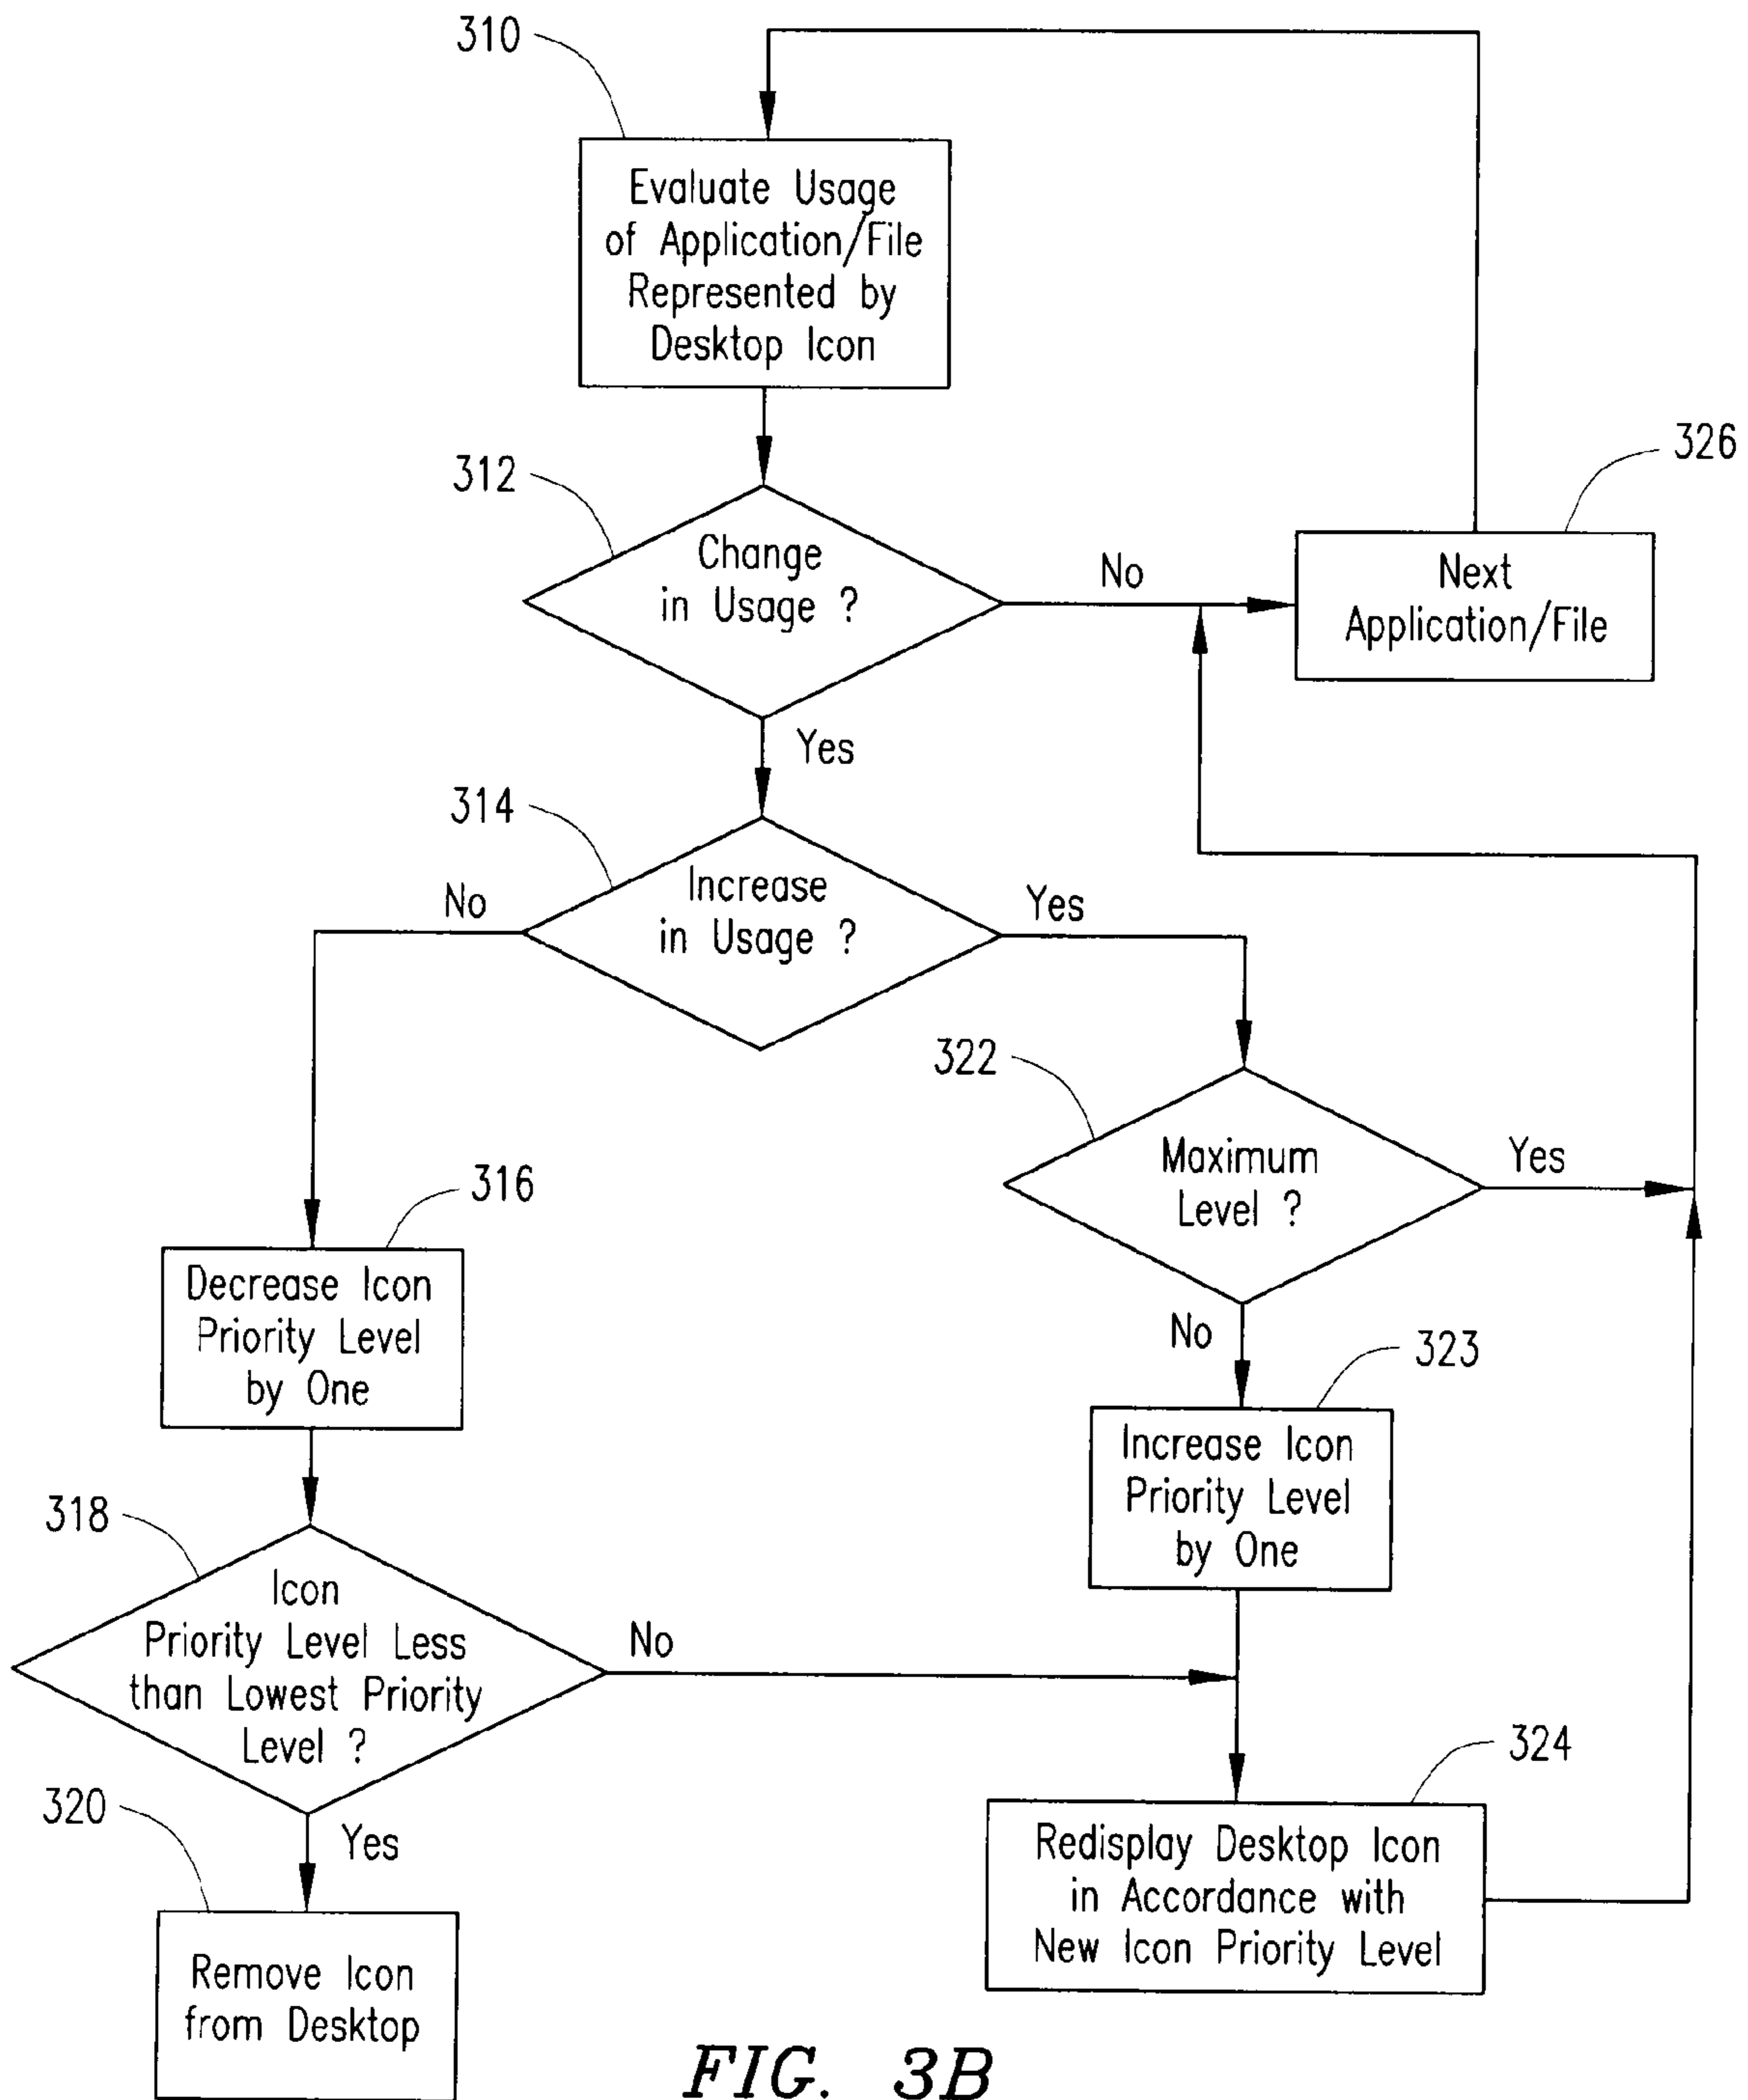 310
Evaluate Usage
of Application/File
Represented by
Desktop Icon
312
Change
in Usage ?
No
326
Next
Application/File
Yes
314
Increase
in Usage ?
No
Yes
322
Maximum
Level ?
Yes
316
Decrease Icon
Priority Level
by One
No
323
Increase Icon
Priority Level
by One
318
Icon
Priority Level Less
than Lowest Priority
Level ?
No
324
Redisplay Desktop Icon
in Accordance with
New Icon Priority Level
320
Yes
Remove Icon
from Desktop
FIG. 3B